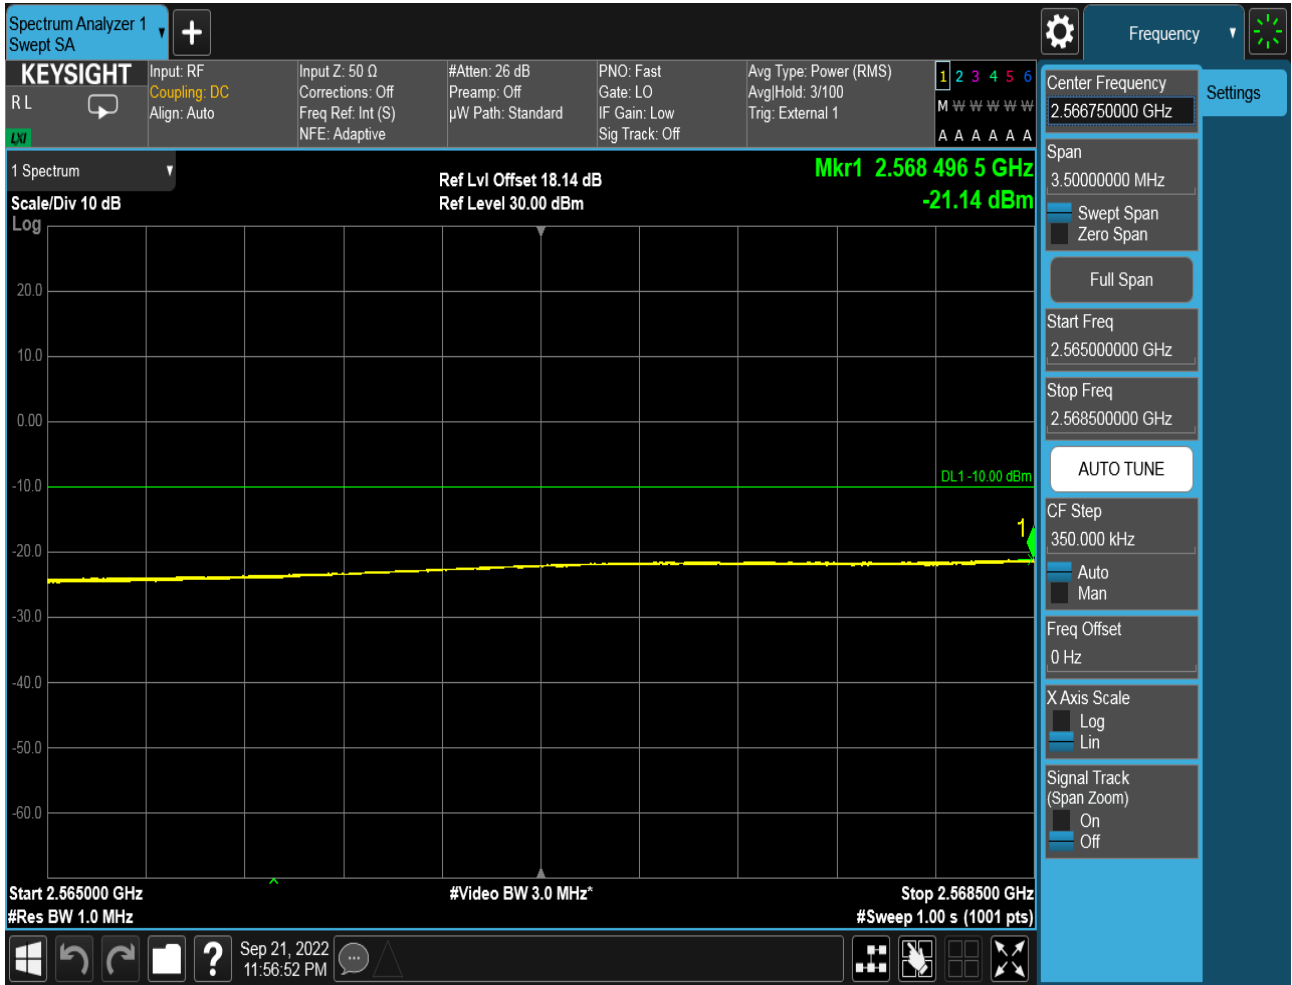 Spectrum Analyzer 1
Swept SA
Frequency
KEYSIGHT
R L
LXI
Input: RF
Coupling: DC
Align: Auto
Input Z: 50 Ω
Corrections: Off
Freq Ref: Int (S)
NFE: Adaptive
#Atten: 26 dB
Preamp: Off
µW Path: Standard
PNO: Fast
Gate: LO
IF Gain: Low
Sig Track: Off
Avg Type: Power (RMS)
Avg|Hold: 3/100
Trig: External 1
1 2 3 4 5 6
M W W W W W
A A A A A A
1 Spectrum
Scale/Div 10 dB
Log
Ref Lvl Offset 18.14 dB
Ref Level 30.00 dBm
Mkr1 2.568 496 5 GHz
-21.14 dBm
20.0
10.0
0.00
-10.0
-20.0
-30.0
-40.0
-50.0
-60.0
DL1 -10.00 dBm
1
Start 2.565000 GHz
#Res BW 1.0 MHz
#Video BW 3.0 MHz*
Stop 2.568500 GHz
#Sweep 1.00 s (1001 pts)
Sep 21, 2022
11:56:52 PM
Center Frequency
2.566750000 GHz
Settings
Span
3.50000000 MHz
Swept Span
Zero Span
Full Span
Start Freq
2.565000000 GHz
Stop Freq
2.568500000 GHz
AUTO TUNE
CF Step
350.000 kHz
Auto
Man
Freq Offset
0 Hz
X Axis Scale
Log
Lin
Signal Track
(Span Zoom)
On
Off